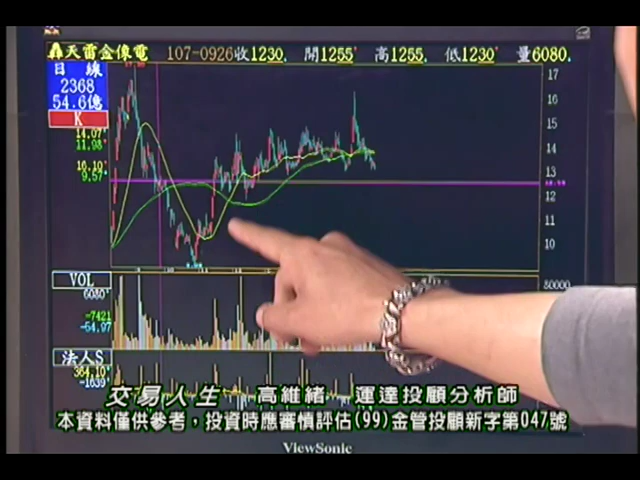 天雷金像電 107-0926收1230. 開1255 高1255. 低1230 量6080.
日 線
2368
54.6億
K
14.07
11.98
16.10
9.57
17
16
15
14
13
12
11
10
VOL
6080
-7421
-54.97
80000
法人S
364.10
-1639
交易人生 高維緒 運達投顧分析師
本資料僅供參考，投資時應審慎評估(99)金管投顧新字第047號
ViewSonic